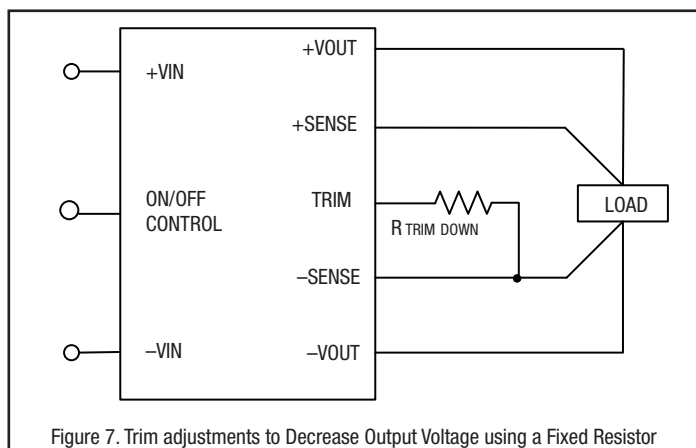 +VOUT
+VIN
+SENSE
ON/OFF
CONTROL
TRIM
R TRIM DOWN
LOAD
–SENSE
–VIN
–VOUT
Figure 7. Trim adjustments to Decrease Output Voltage using a Fixed Resistor